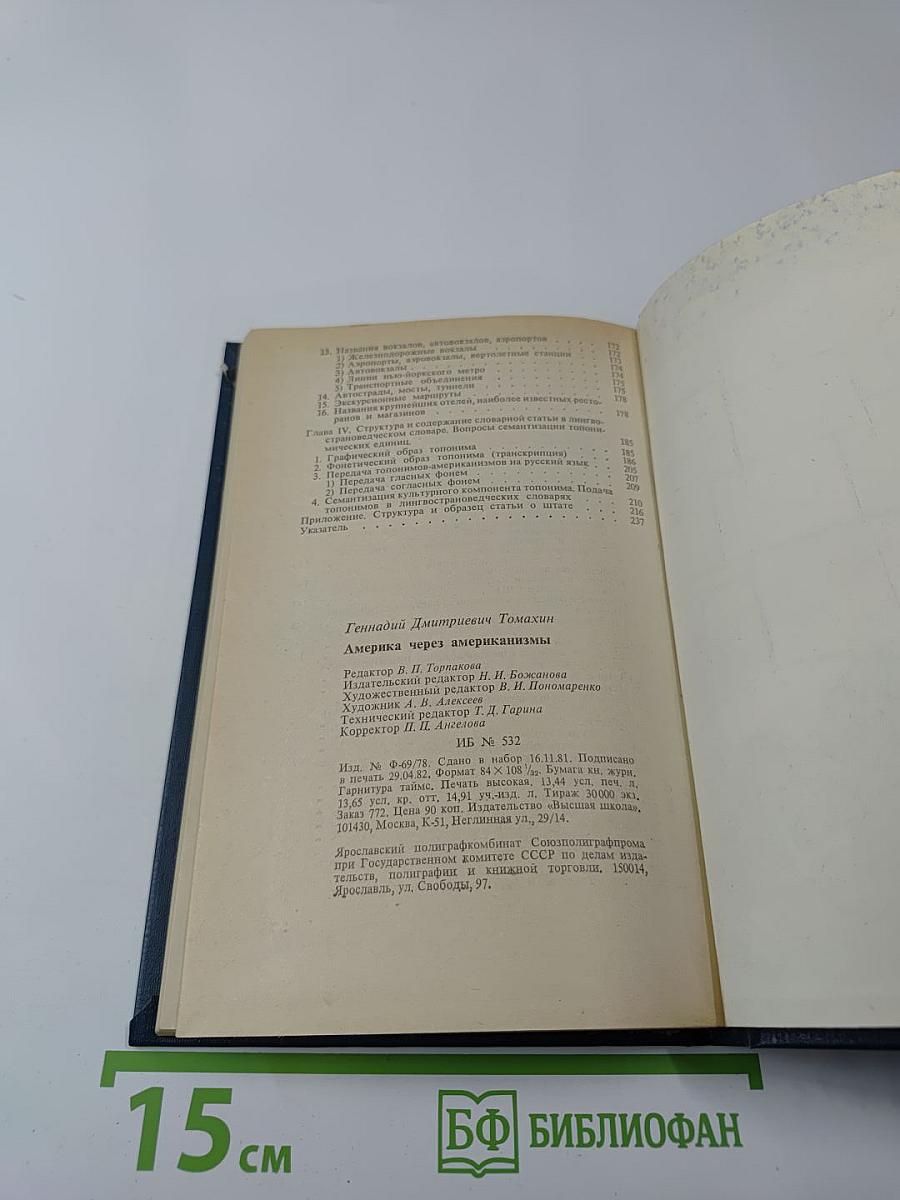 13. Названия вокзалов, автовокзалов, аэропортов . . . . 172
1) Железнодорожные вокзалы . . . . 172
2) Аэропорты, аэровокзалы, вертолетные станции 173
3) Автовокзалы . . . . 174
4) Линии нью-йоркского метро . . . . 174
5) Транспортные объединения . . . . 175
14. Автострады, мосты, туннели . . . . 175
15. Экскурсионные маршруты . . . . 178
16. Названия крупнейших отелей, наиболее известных ресто-
ранов и магазинов . . . . 178
Глава IV. Структура и содержание словарной статьи в лингво-
страноведческом словаре. Вопросы семантизации топони-
мических единиц. 185
1. Графический образ топонима . . . . 185
2. Фонетический образ топонима (транскрипция) . . . 186
3. Передача топонимов-американизмов на русский язык . . 205
1) Передача гласных фонем . . . . 207
2) Передача согласных фонем . . . . 209
4. Семантизация культурного компонента топонима. Подача
топонимов в лингвострановедческих словарях . . . 210
Приложение. Структура и образец статьи о штате . . . 216
Указатель . . . . 237
Геннадий Дмитриевич Томахин
Америка через американизмы
Редактор В. П. Торпакова
Издательский редактор Н. И. Божанова
Художественный редактор В. И. Пономаренко
Художник А. В. Алексеев
Технический редактор Т. Д. Гарина
Корректор П. П. Ангелова
ИБ № 532
Изд. № Ф-69/78. Сдано в набор 16.11.81. Подписано
в печать 29.04.82. Формат 84×108 1/32. Бумага кн. журн.
Гарнитура таймс. Печать высокая. 13,44 усл. печ. л.
13,65 усл. кр. отт. 14,91 уч.-изд. л. Тираж 30000 экз.
Заказ 772. Цена 90 коп. Издательство «Высшая школа».
101430, Москва, К-51, Неглинная ул., 29/14.
Ярославский полиграфкомбинат Союзполиграфпрома
при Государственном комитете СССР по делам изда-
тельств, полиграфии и книжной торговли. 150014,
Ярославль, ул. Свободы, 97.
15 см
БФ БИБЛИОФАН